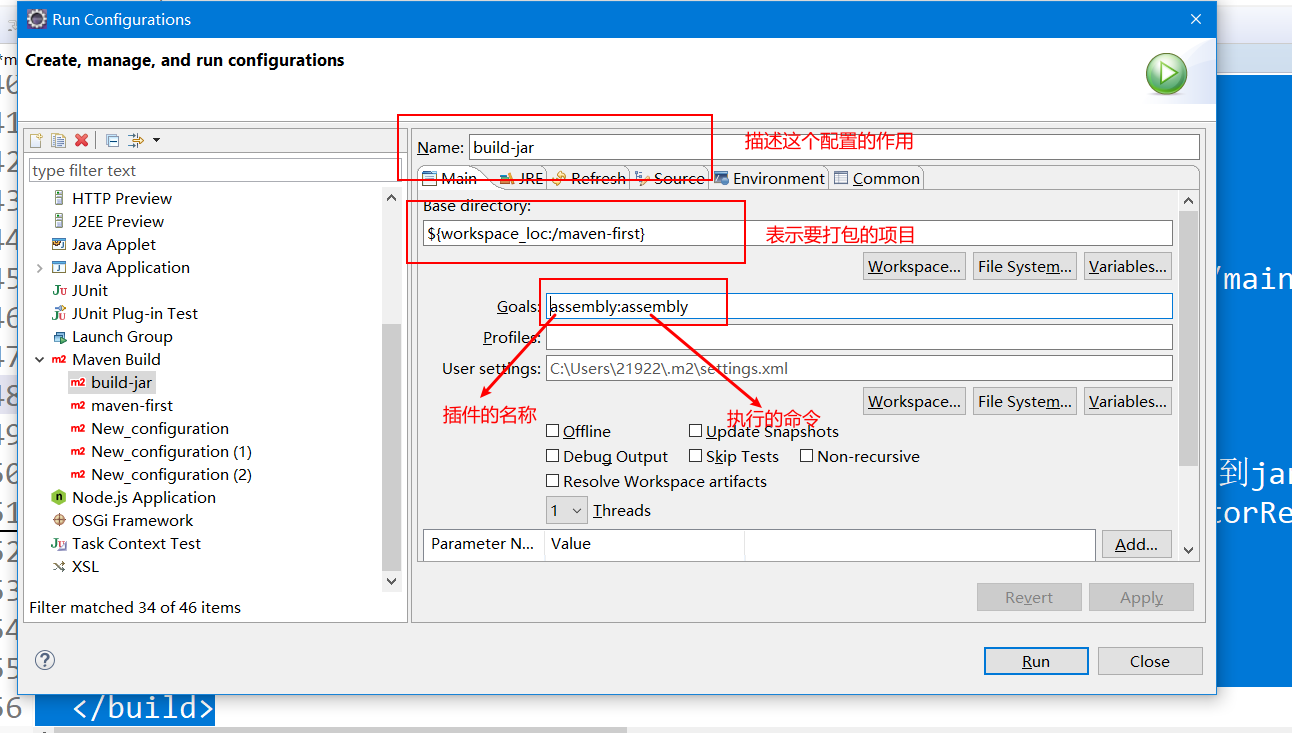 Run Configurations
Create, manage, and run configurations
type filter text
HTTP Preview
J2EE Preview
Java Applet
Java Application
JUnit
JUnit Plug-in Test
Launch Group
Maven Build
build-jar
maven-first
New_configuration
New_configuration (1)
New_configuration (2)
Node.js Application
OSGi Framework
Task Context Test
XSL
Filter matched 34 of 46 items
Name: build-jar 描述这个配置的作用
Main JRE Refresh Source Environment Common
Base directory:
${workspace_loc:/maven-first} 表示要打包的项目
Workspace... File System... Variables...
Goals: assembly:assembly
Profiles:
User settings: C:\Users\21922\.m2\settings.xml
Workspace... File System... Variables...
插件的名称 执行的命令
Offline Update Snapshots
Debug Output Skip Tests Non-recursive
Resolve Workspace artifacts
1 Threads
Parameter N... Value Add...
Revert Apply
Run Close
/main
到jar
torRe
56 </build>